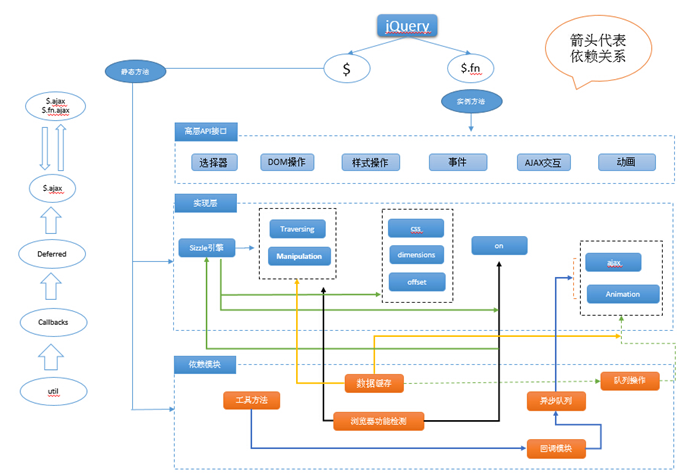 jQuery
箭头代表
依赖关系
静态方法
$
$.fn
实例方法
$.ajax
$.fn.ajax
$.ajax
Deferred
Callbacks
util
高层API接口
选择器
DOM操作
样式操作
事件
AJAX交互
动画
实现层
Sizzle引擎
Traversing
Manipulation
css
dimensions
offset
on
ajax
Animation
依赖模块
数据缓存
队列操作
工具方法
浏览器功能检测
异步队列
回调模块